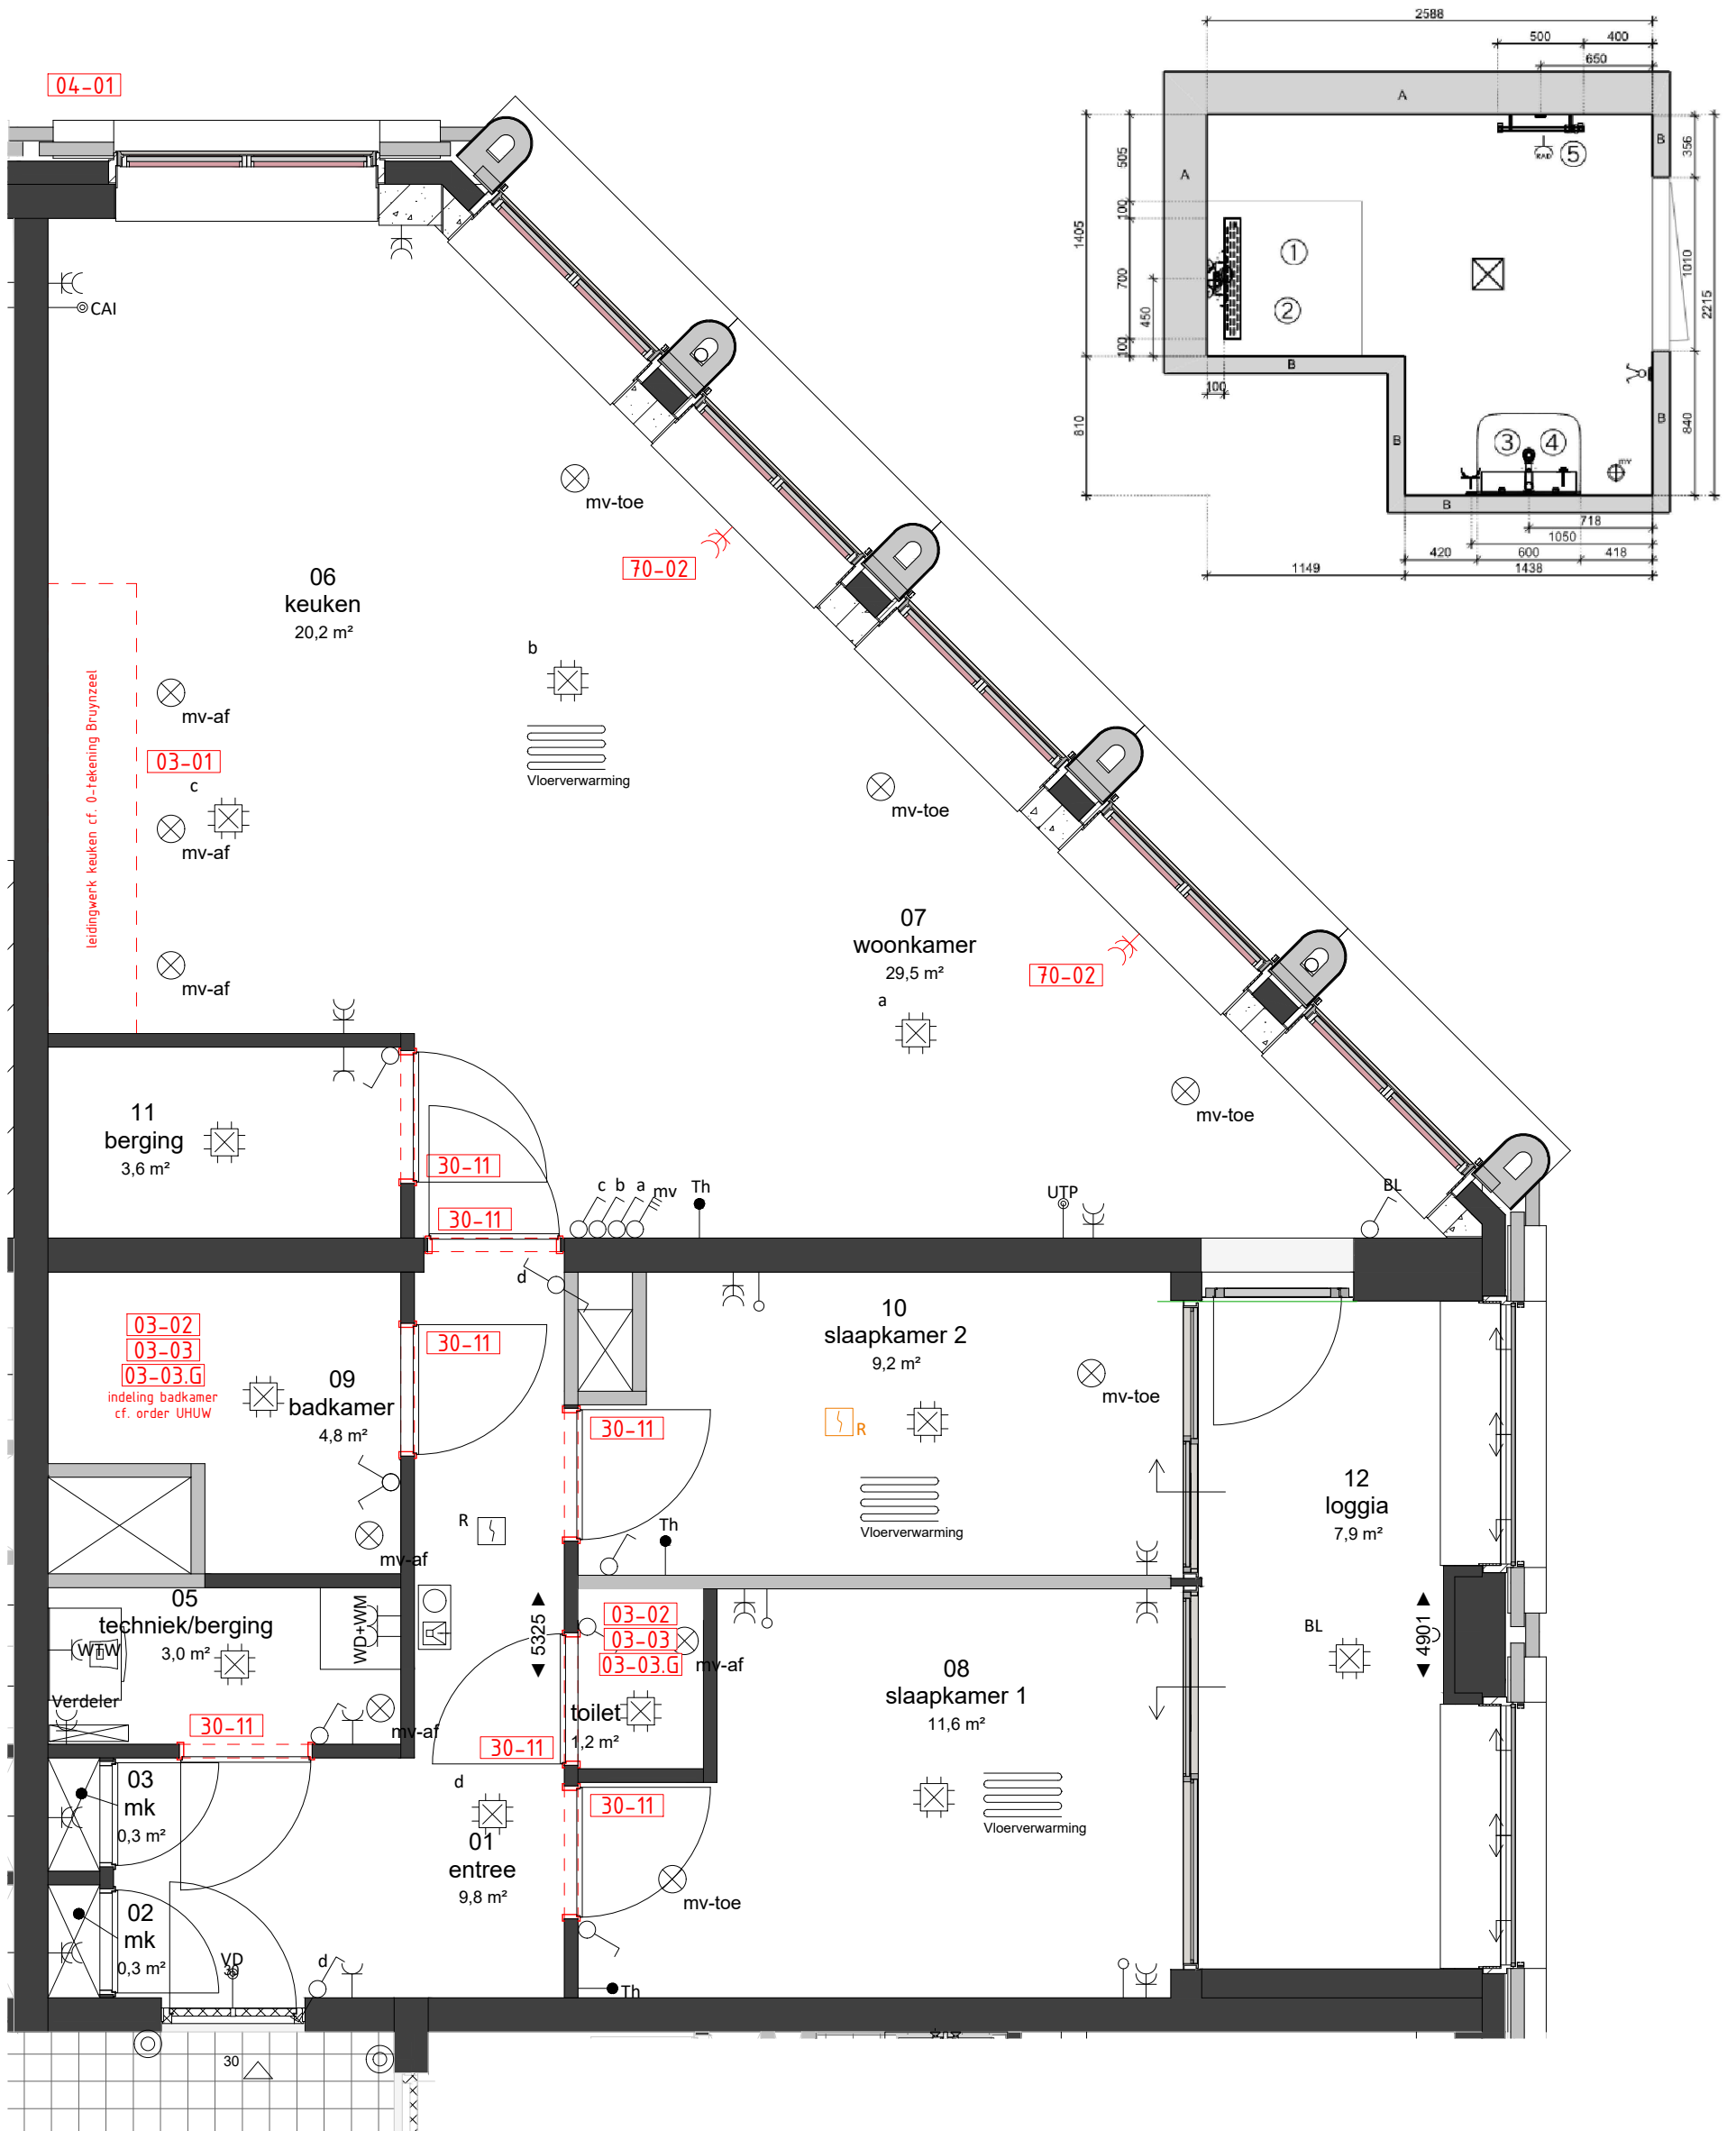 04-01
2588
500
400
650
A
B
356
RAD
5
505
A
100
1
1405
700
1010
2215
2
450
100
B
100
B
B
840
810
3
4
mv
B
718
1050
420
600
418
1149
1438
CAI
mv-toe
70-02
06
keuken
20,2 m²
b
leidingwerk keuken cf. 0-tekening Bruynzeel
mv-af
03-01
c
Vloerverwarming
mv-toe
mv-af
07
woonkamer
29,5 m²
70-02
mv-af
a
mv-toe
11
berging
3,6 m²
30-11
30-11
c
b
a
mv
Th
UTP
BL
d
03-02
03-03
03-03.G
indeling badkamer
cf. order UHUW
09
badkamer
4,8 m²
30-11
10
slaapkamer 2
9,2 m²
mv-toe
30-11
R
12
loggia
7,9 m²
R
Th
Vloerverwarming
mv-af
05
techniek/berging
3,0 m²
WTW
WD+WM
5325
03-02
03-03
03-03.G
mv-af
BL
4901
08
slaapkamer 1
11,6 m²
Verdeler
30-11
mv-af
toilet
1,2 m²
30-11
d
30-11
Vloerverwarming
03
mk
0,3 m²
01
entree
9,8 m²
mv-toe
02
mk
0,3 m²
VD
30
d
Th
30